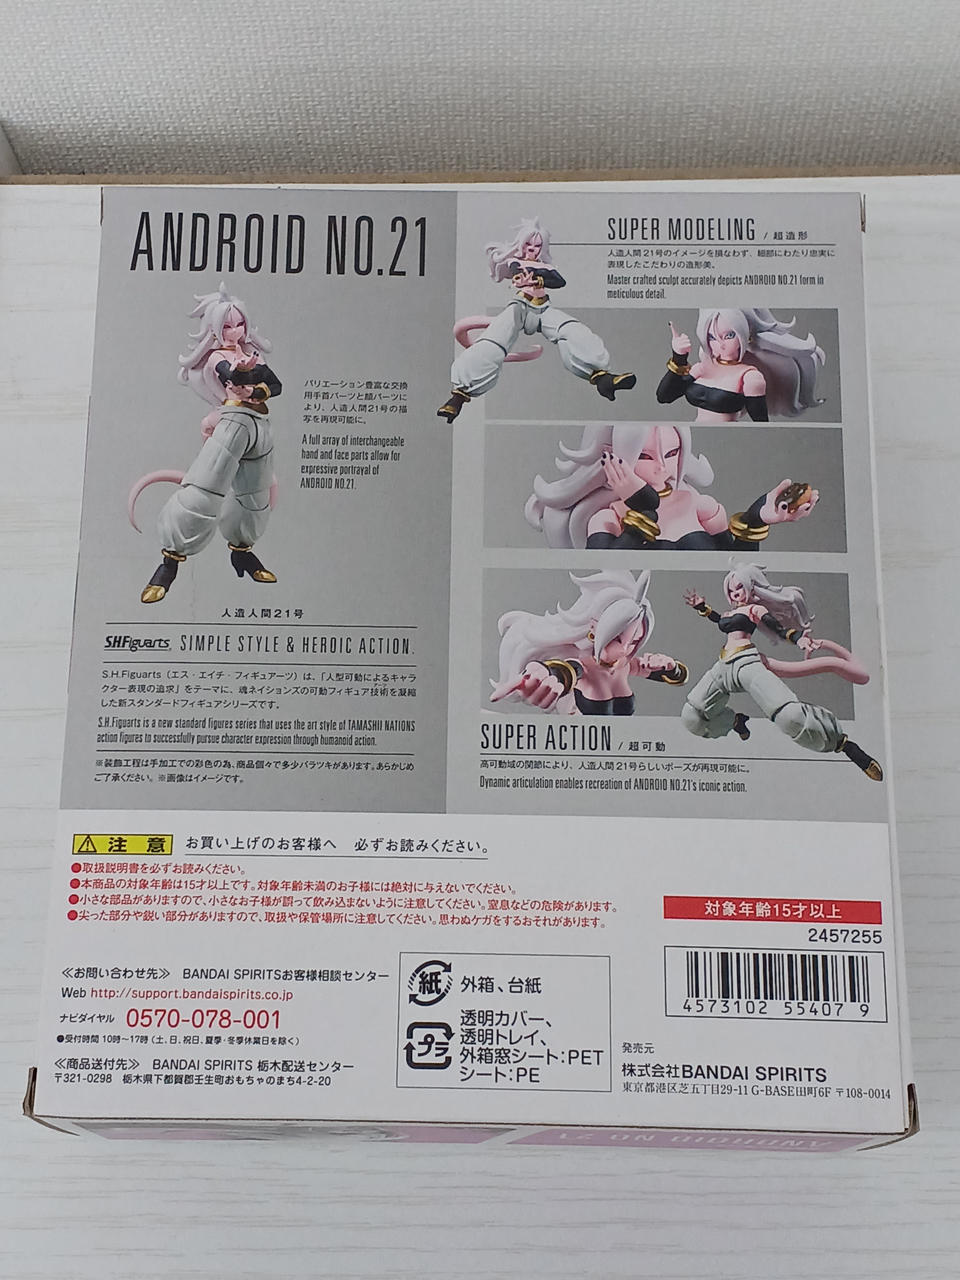 ANDROID NO.21
バリエーション豊富な交換
用手首パーツと顔パーツに
より、人造人間21号の描
写を再現可能に。
A full array of interchangeable
hand and face parts allow for
expressive portrayal of
ANDROID NO.21.
人造人間21号
S.H.Figuarts. SIMPLE STYLE & HEROIC ACTION.
S.H.Figuarts（エス・エイチ・フィギュアーツ）は、「人型可動によるキャラ
クター表現の追求」をテーマに、魂ネイションズの可動フィギュア技術を凝縮
した新スタンダードフィギュアシリーズです。
S.H.Figuarts is a new standard figures series that uses the art style of TAMASHII NATIONS
action figures to successfully pursue character expression through humanoid action.
※装飾工程は手加工での彩色の為、商品個々で多少バラツキがあります。あらかじめ
ご了承ください。※画像はイメージです。
SUPER MODELING / 超造形
人造人間21号のイメージを損なわず、細部にわたり忠実に
表現したこだわりの造形美。
Master crafted sculpt accurately depicts ANDROID NO.21 form in
meticulous detail.
SUPER ACTION / 超可動
高可動域の関節により、人造人間21号らしいポーズが再現可能に。
Dynamic articulation enables recreation of ANDROID NO.21's iconic action.
注意 お買い上げのお客様へ 必ずお読みください。
●取扱説明書を必ずお読みください。
●本商品の対象年齢は15才以上です。対象年齢未満のお子様には絶対に与えないでください。
●小さな部品がありますので、小さなお子様が誤って飲み込まないように注意してください。窒息などの危険があります。
●尖った部分や鋭い部分がありますので、取扱や保管場所に注意してください。思わぬケガをするおそれがあります。
対象年齢15才以上
2457255
4573102 55407 9
≪お問い合わせ先≫ BANDAI SPIRITSお客様相談センター
Web http://support.bandaispirits.co.jp
ナビダイヤル 0570-078-001
●受付時間 10時〜17時（土、日、祝日、夏季・冬季休業日を除く）
≪商品送付先≫ BANDAI SPIRITS 栃木配送センター
〒321-0298 栃木県下都賀郡壬生町おもちゃのまち4-2-20
紙 外箱、台紙
プラ 透明カバー、
透明トレイ、
外箱窓シート:PET
シート:PE
発売元
株式会社BANDAI SPIRITS
東京都港区芝五丁目29-11 G-BASE田町6F 〒108-0014
ANDROID NO.21